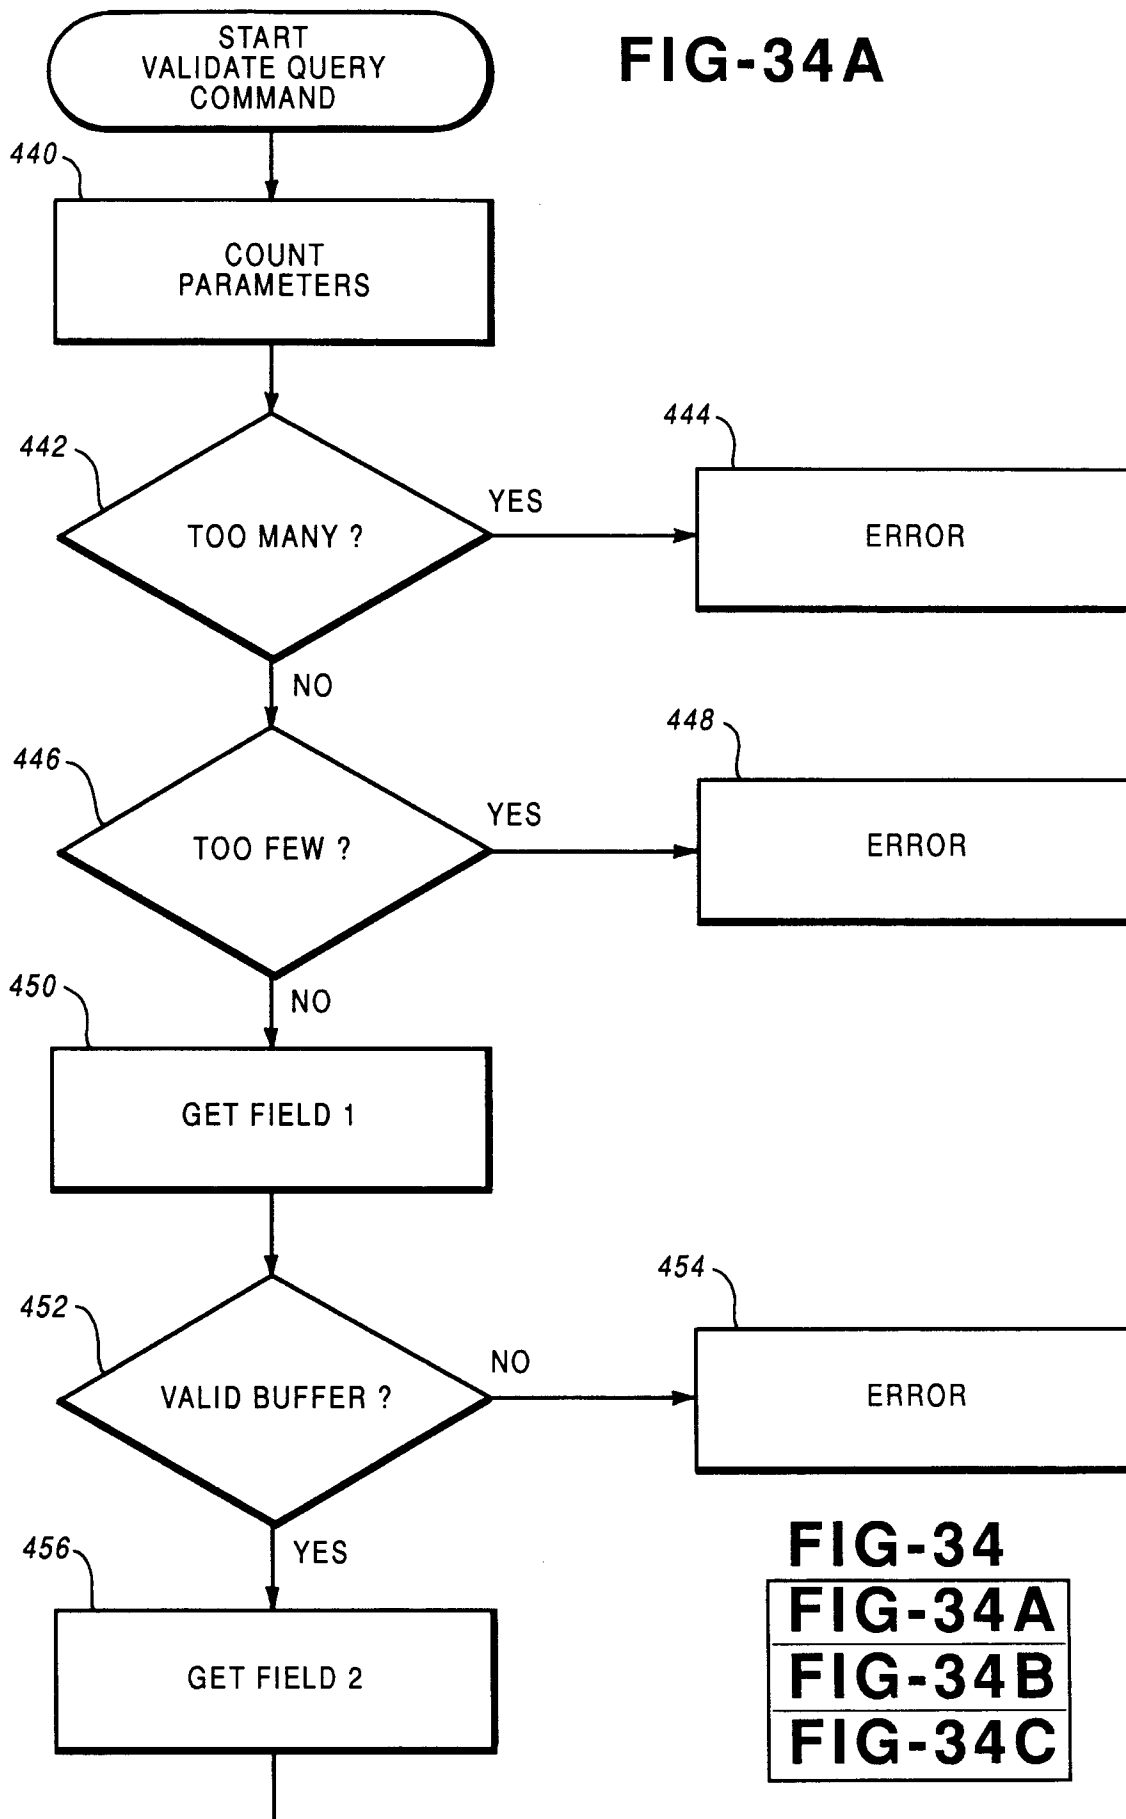 START
VALIDATE QUERY
COMMAND
FIG-34A
440
COUNT
PARAMETERS
442
TOO MANY ?
YES
444
ERROR
NO
446
TOO FEW ?
YES
448
ERROR
NO
450
GET FIELD 1
452
VALID BUFFER ?
NO
454
ERROR
YES
456
GET FIELD 2
FIG-34
FIG-34A
FIG-34B
FIG-34C